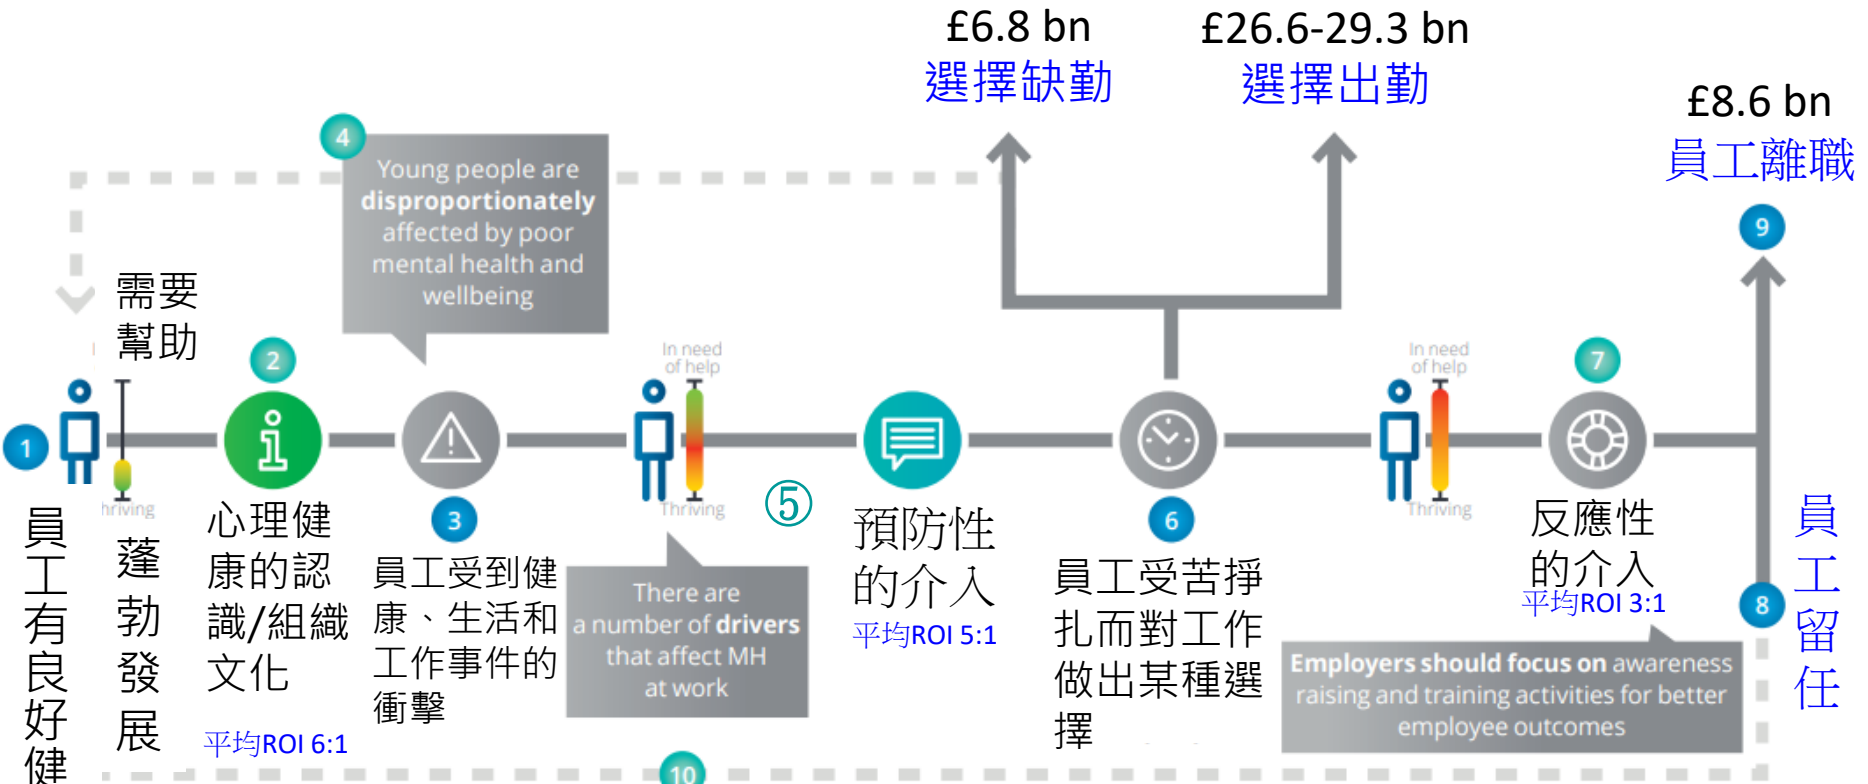 £6.8 bn
選擇缺勤
£26.6-29.3 bn
選擇出勤
£8.6 bn
員工離職
9
4
Young people are
disproportionately
affected by poor
mental health and
wellbeing
需要
幫助
2
In need
of help
In need
of help
7
1
Thriving
Thriving
員工有良好健
蓬勃發展
心理健
康的認
識/組織
文化
平均ROI 6:1
3
員工受到健
康、生活和
工作事件的
衝擊
There are
a number of drivers
that affect MH
at work
⑤
預防性
的介入
平均ROI 5:1
6
員工受苦掙
扎而對工作
做出某種選
擇
反應性
的介入
平均ROI 3:1
Employers should focus on awareness
raising and training activities for better
employee outcomes
8
員工留任
10